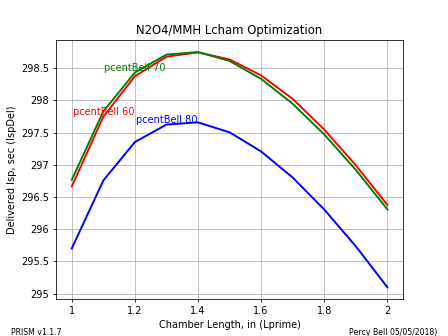 N2O4/MMH Lcham Optimization
Delivered Isp, sec (IspDel)
298.5
298
297.5
297
296.5
296
295.5
295
pcentBell 70
pcentBell 60
pcentBell 80
1
1.2
1.4
1.6
1.8
2
Chamber Length, in (Lprime)
PRISM v1.1.7
Percy Bell 05/05/2018)